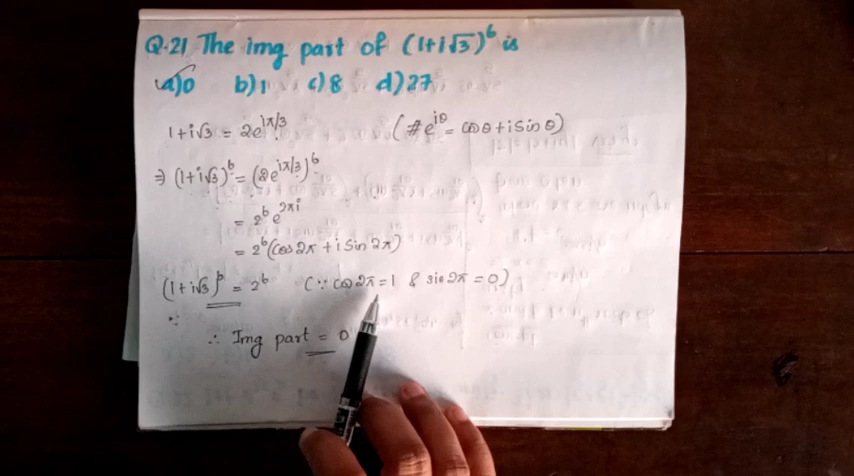 Q.21 The img part of (1+i√3)^6 is
a)0 b)1 c)8 d)27
1+i√3 = 2e^{iπ/3} (# e^{iθ} = cosθ + i sinθ)
⇒ (1+i√3)^6 = (2e^{iπ/3})^6
= 2^6 e^{2πi}
= 2^6 (cos 2π + i sin 2π)
(1+i√3)^6 = 2^6 (∵ cos 2π = 1 & sin 2π = 0)
∴ Img part = 0